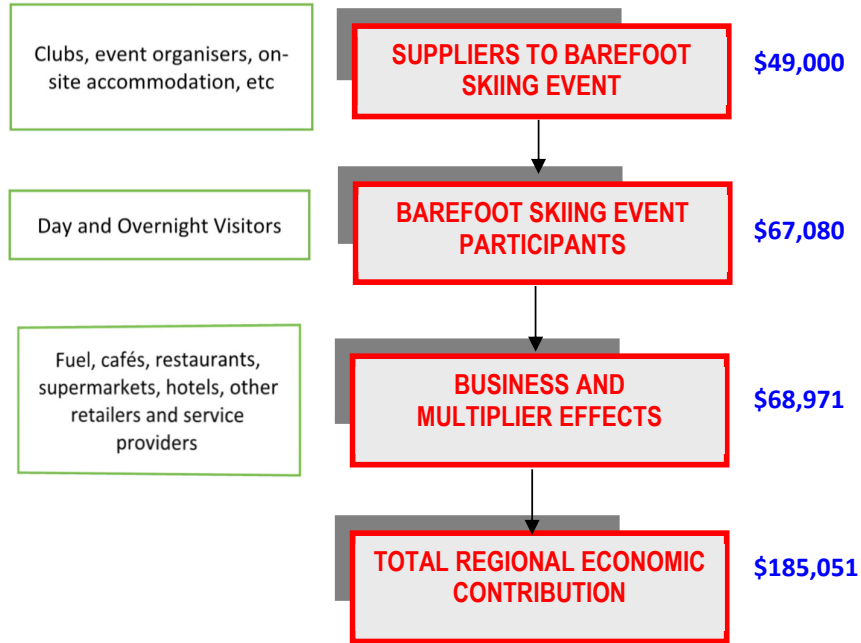 Clubs, event organisers, on-
site accommodation, etc
SUPPLIERS TO BAREFOOT
SKIING EVENT
$49,000
Day and Overnight Visitors
BAREFOOT SKIING EVENT
PARTICIPANTS
$67,080
Fuel, cafés, restaurants,
supermarkets, hotels, other
retailers and service
providers
BUSINESS AND
MULTIPLIER EFFECTS
$68,971
TOTAL REGIONAL ECONOMIC
CONTRIBUTION
$185,051